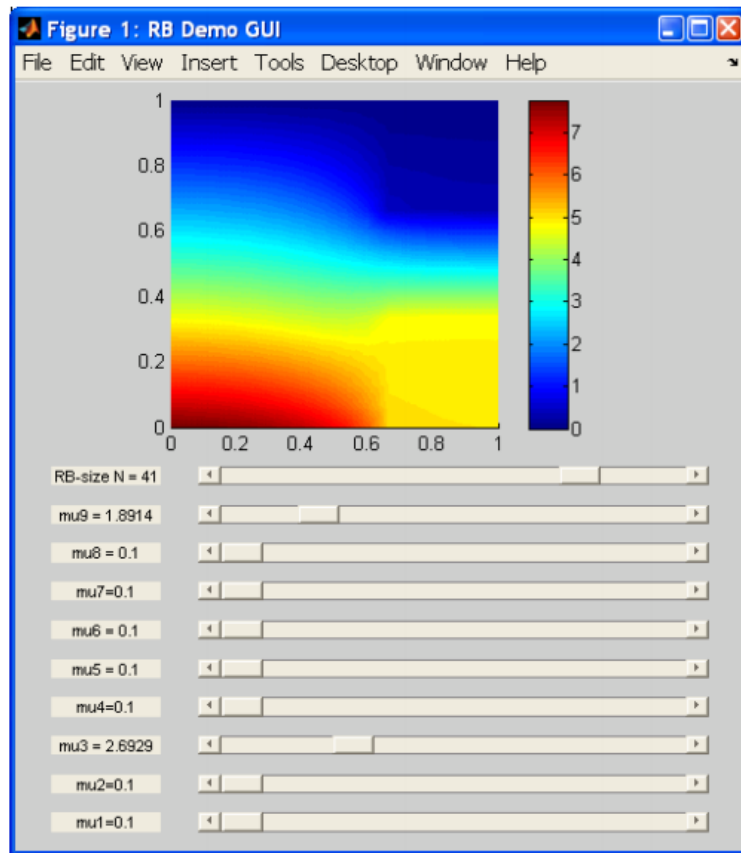 Figure 1: RB Demo GUI
File Edit View Insert Tools Desktop Window Help
1
0.8
0.6
0.4
0.2
0
0 0.2 0.4 0.6 0.8 1
7
6
5
4
3
2
1
0
RB-size N = 41
mu9 = 1.8914
mu8 = 0.1
mu7=0.1
mu6 = 0.1
mu5 = 0.1
mu4=0.1
mu3 = 2.6929
mu2=0.1
mu1=0.1